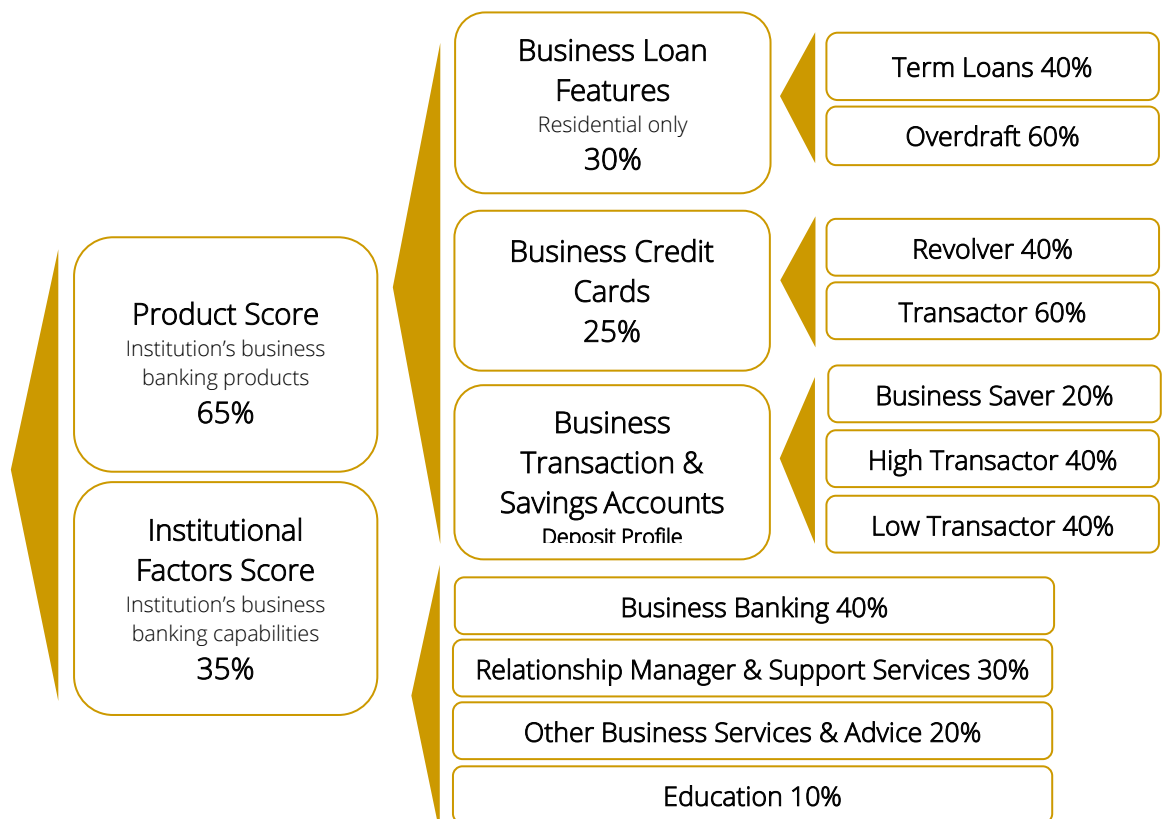 Product Score
Institution's business
banking products
65%
Institutional
Factors Score
Institution's business
banking capabilities
35%
Business Loan
Features
Residential only
30%
Term Loans 40%
Overdraft 60%
Business Credit
Cards
25%
Revolver 40%
Transactor 60%
Business
Transaction &
Savings Accounts
Deposit Profile
Business Saver 20%
High Transactor 40%
Low Transactor 40%
Business Banking 40%
Relationship Manager & Support Services 30%
Other Business Services & Advice 20%
Education 10%